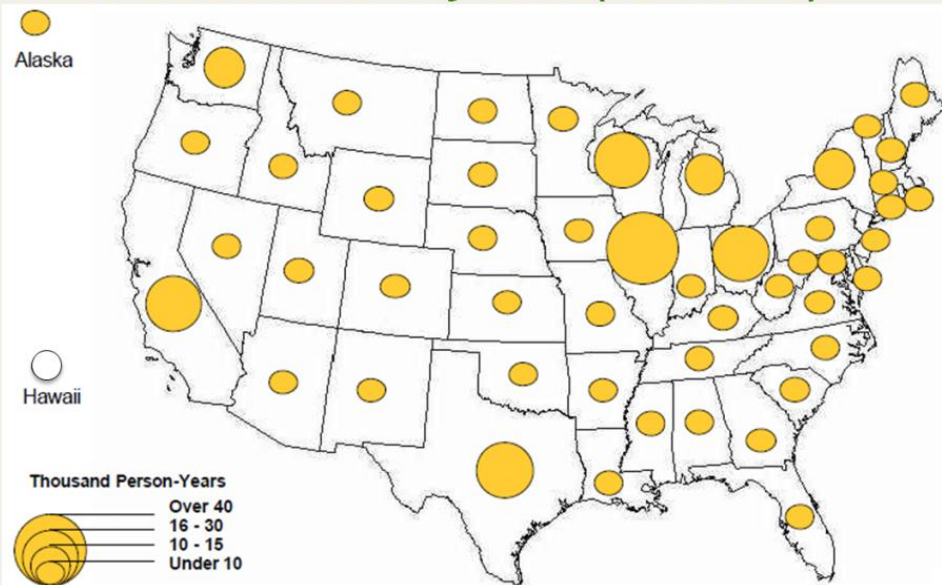 Alaska
Hawaii
Thousand Person-Years
Over 40
16 - 30
10 - 15
Under 10